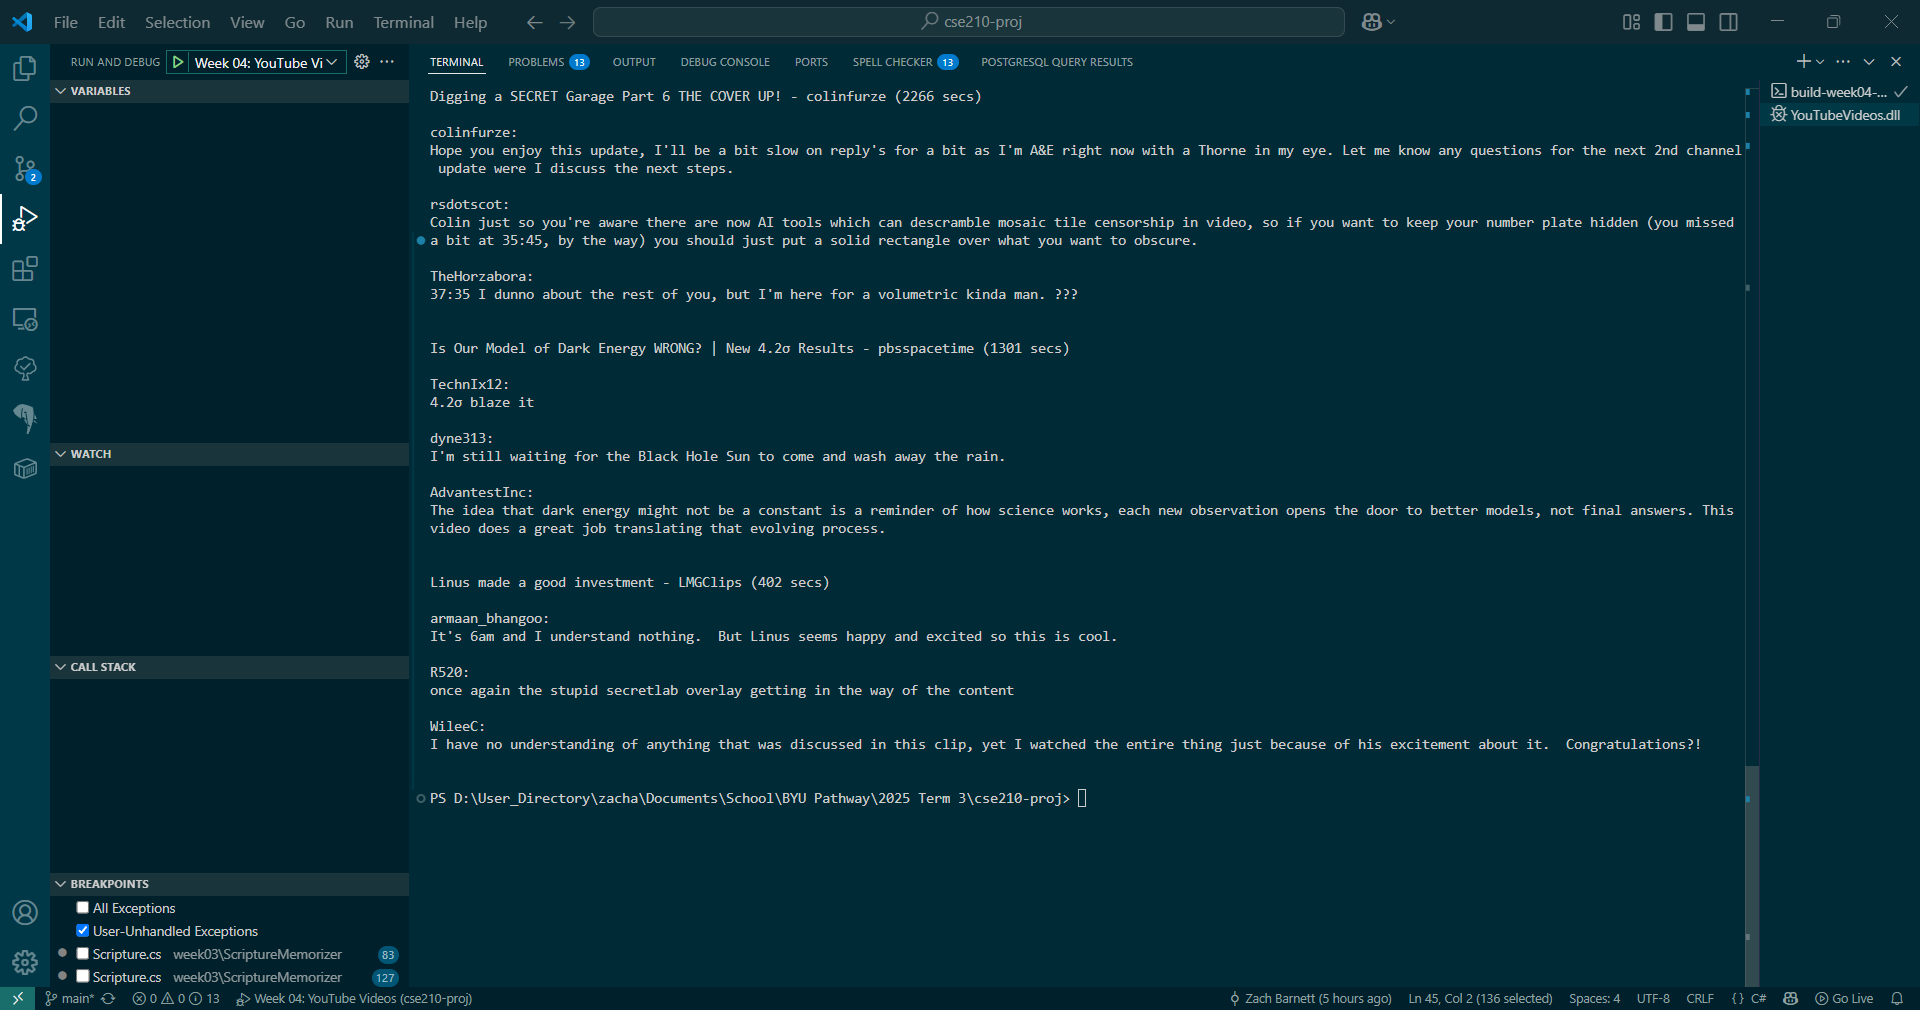 File Edit Selection View Go Run Terminal Help
cse210-proj
RUN AND DEBUG
Week 04: YouTube Vi
VARIABLES
WATCH
CALL STACK
BREAKPOINTS
All Exceptions
User-Unhandled Exceptions
Scripture.cs week03\ScriptureMemorizer 83
Scripture.cs week03\ScriptureMemorizer 127
2
TERMINAL PROBLEMS 13 OUTPUT DEBUG CONSOLE PORTS SPELL CHECKER 13 POSTGRESQL QUERY RESULTS
Digging a SECRET Garage Part 6 THE COVER UP! - colinfurze (2266 secs)
colinfurze:
Hope you enjoy this update, I'll be a bit slow on reply's for a bit as I'm A&E right now with a Thorne in my eye. Let me know any questions for the next 2nd channel
update were I discuss the next steps.
rsdotscot:
Colin just so you're aware there are now AI tools which can descramble mosaic tile censorship in video, so if you want to keep your number plate hidden (you missed
a bit at 35:45, by the way) you should just put a solid rectangle over what you want to obscure.
TheHorzabora:
37:35 I dunno about the rest of you, but I'm here for a volumetric kinda man. ???
Is Our Model of Dark Energy WRONG? | New 4.2σ Results - pbsspacetime (1301 secs)
TechnIx12:
4.2σ blaze it
dyne313:
I'm still waiting for the Black Hole Sun to come and wash away the rain.
AdvantestInc:
The idea that dark energy might not be a constant is a reminder of how science works, each new observation opens the door to better models, not final answers. This
video does a great job translating that evolving process.
Linus made a good investment - LMGClips (402 secs)
armaan_bhangoo:
It's 6am and I understand nothing.  But Linus seems happy and excited so this is cool.
R520:
once again the stupid secretlab overlay getting in the way of the content
WileeC:
I have no understanding of anything that was discussed in this clip, yet I watched the entire thing just because of his excitement about it.  Congratulations?!
PS D:\User_Directory\zacha\Documents\School\BYU Pathway\2025 Term 3\cse210-proj>
build-week04-...
YouTubeVideos.dll
main* 0 0 13 Week 04: YouTube Videos (cse210-proj)
Zach Barnett (5 hours ago) Ln 45, Col 2 (136 selected) Spaces: 4 UTF-8 CRLF {} C# Go Live